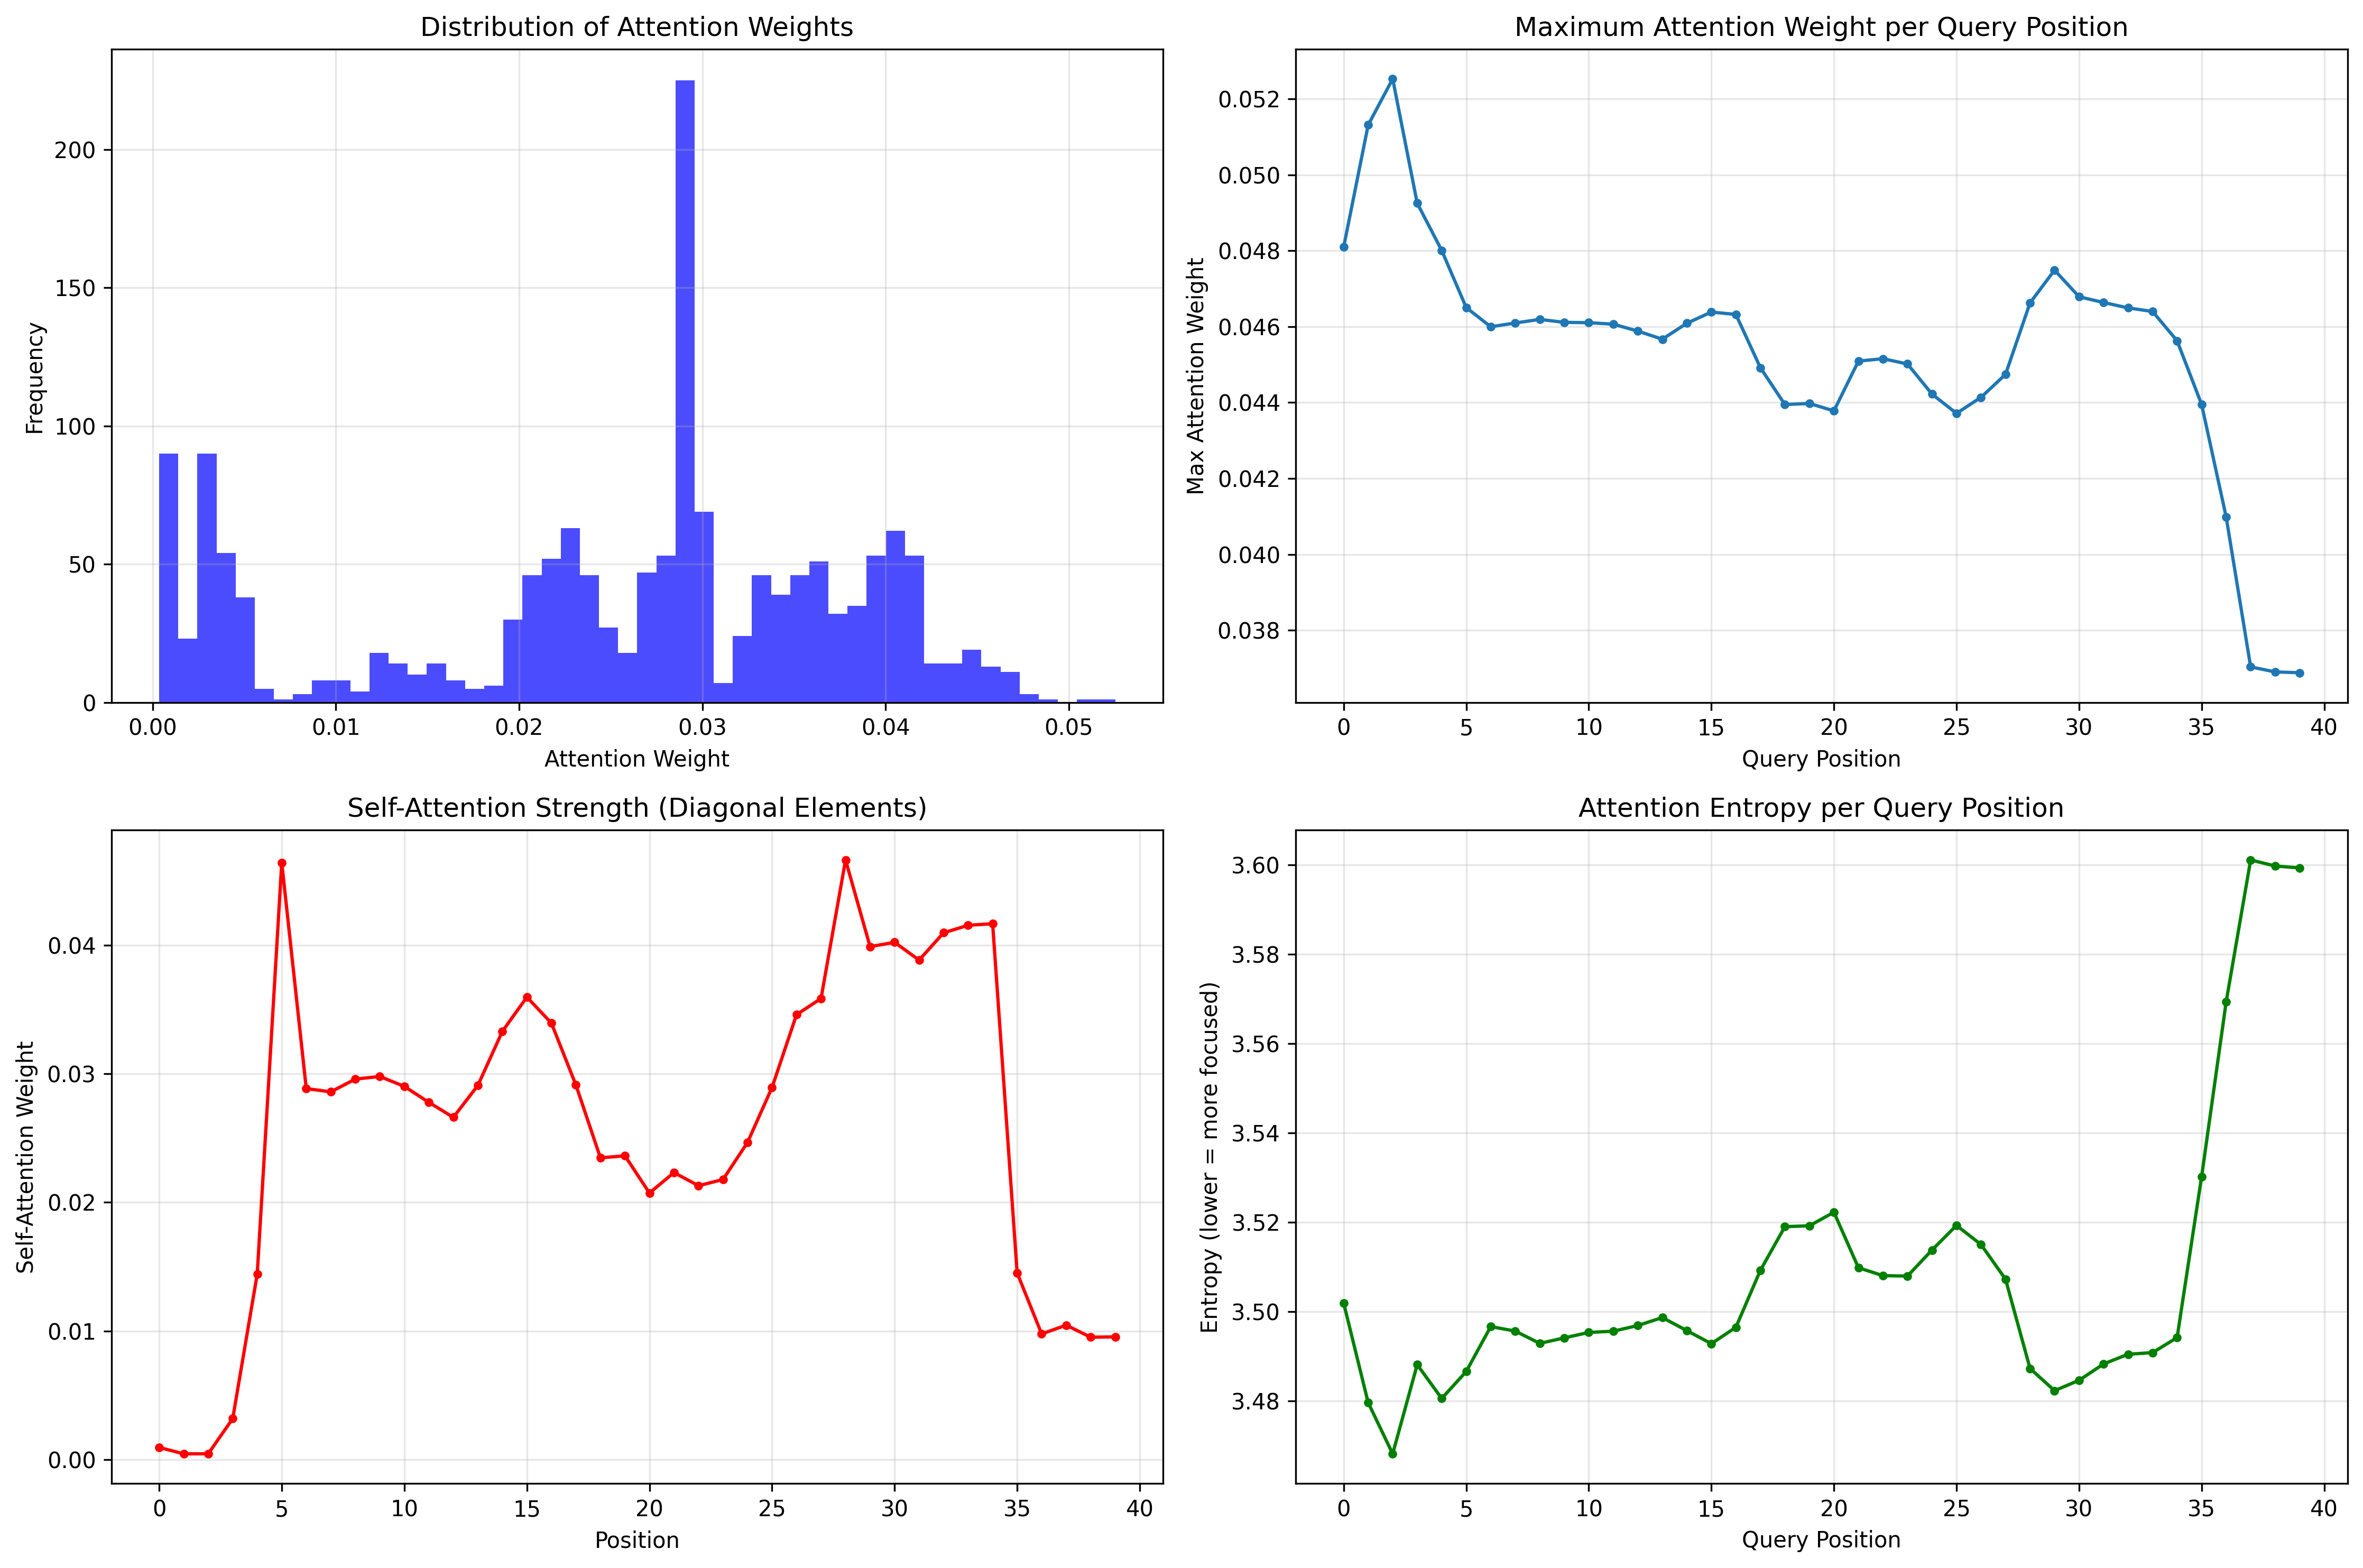 Distribution of Attention Weights
Frequency
200
150
100
50
0
0.00 0.01 0.02 0.03 0.04 0.05
Attention Weight
Maximum Attention Weight per Query Position
Max Attention Weight
0.052
0.050
0.048
0.046
0.044
0.042
0.040
0.038
0 5 10 15 20 25 30 35 40
Query Position
Self-Attention Strength (Diagonal Elements)
Self-Attention Weight
0.04
0.03
0.02
0.01
0.00
0 5 10 15 20 25 30 35 40
Position
Attention Entropy per Query Position
Entropy (lower = more focused)
3.60
3.58
3.56
3.54
3.52
3.50
3.48
0 5 10 15 20 25 30 35 40
Query Position